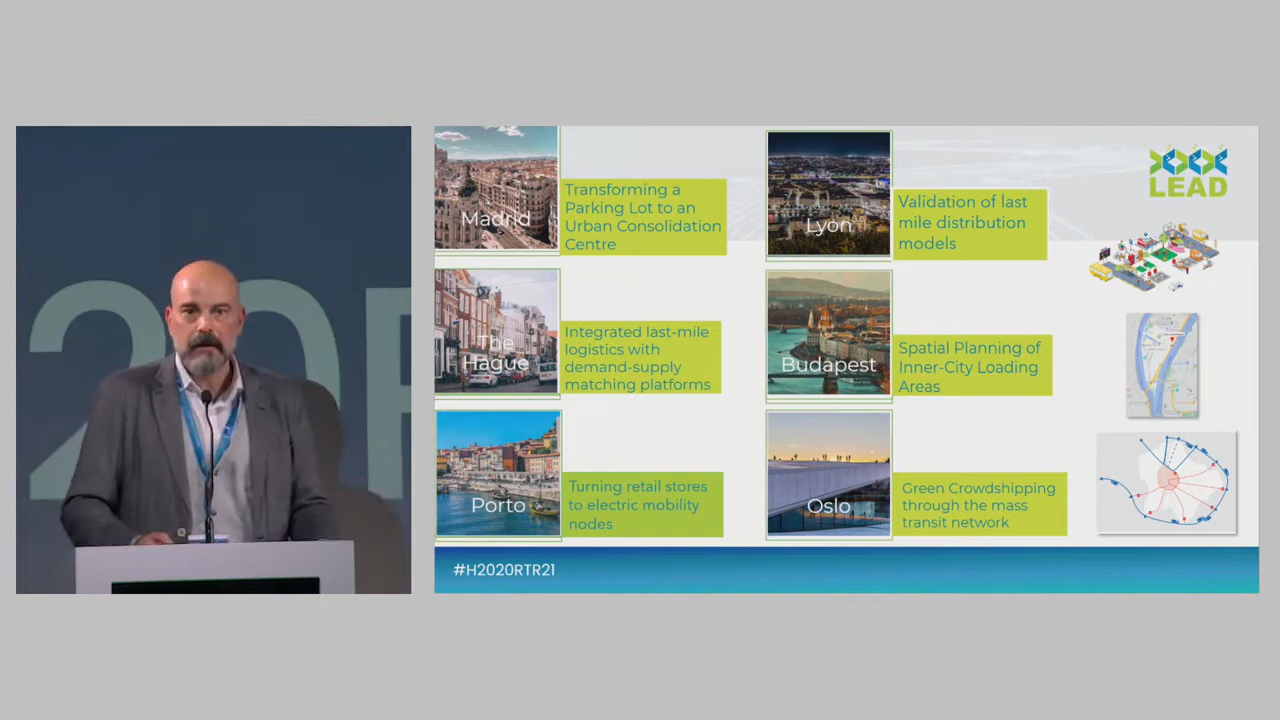 20R
Madrid
Transforming a
Parking Lot to an
Urban Consolidation
Centre
Lyon
Validation of last
mile distribution
models
LEAD
The
Hague
Integrated last-mile
logistics with
demand-supply
matching platforms
Budapest
Spatial Planning of
Inner-City Loading
Areas
Porto
Turning retail stores
to electric mobility
nodes
Oslo
Green Crowdshipping
through the mass
transit network
#H2020RTR21